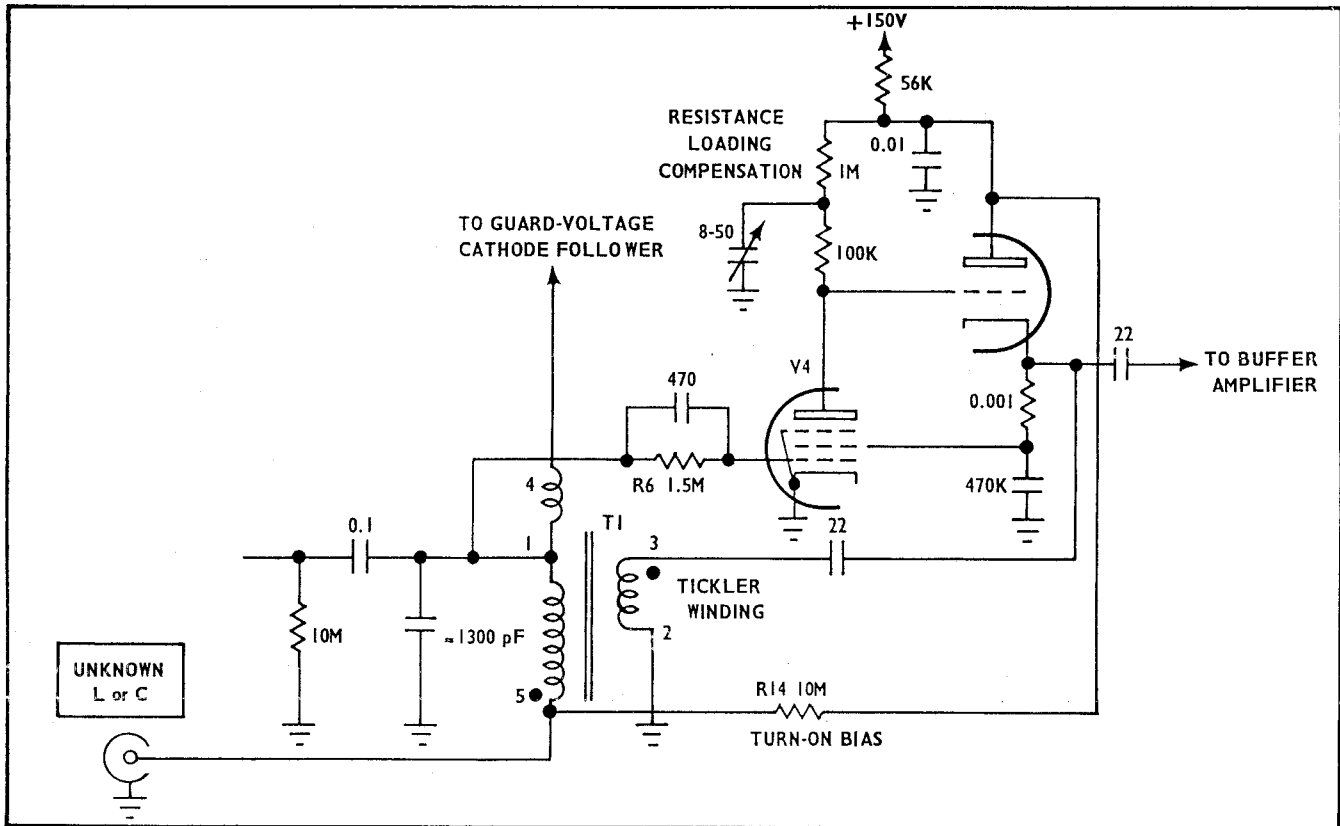 +150V
56K
RESISTANCE
LOADING
COMPENSATION
0.01
1M
TO GUARD-VOLTAGE
CATHODE FOLLOWER
8-50
100K
22
TO BUFFER
AMPLIFIER
V4
470
0.001
R6 1.5M
470K
4
T1
22
0.1
1
3
TICKLER
WINDING
10M
≈1300 pF
2
UNKNOWN
L or C
5
R14 10M
TURN-ON BIAS